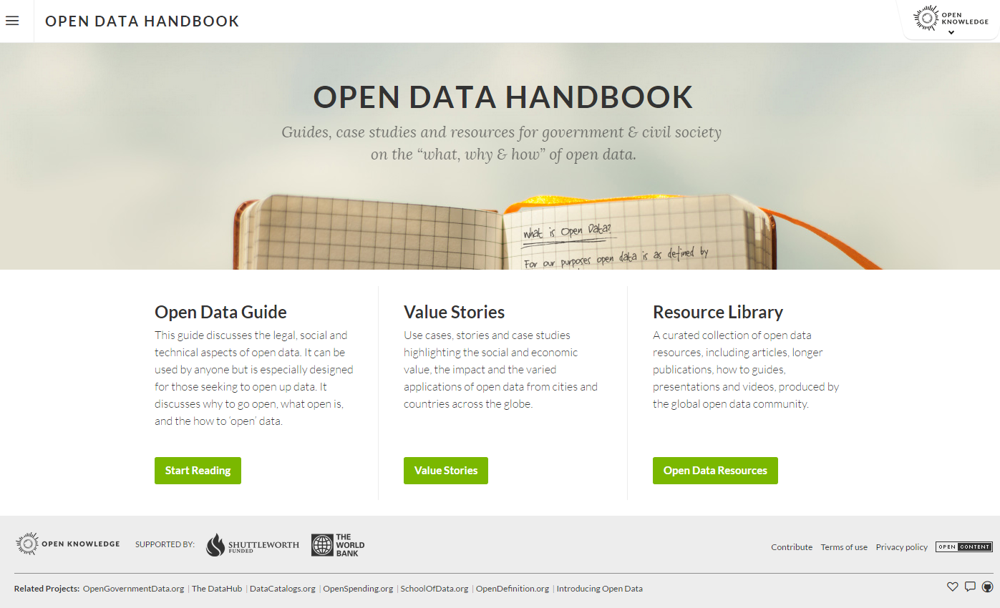 OPEN DATA HANDBOOK
OPEN
KNOWLEDGE
OPEN DATA HANDBOOK
Guides, case studies and resources for government & civil society
on the “what, why & how” of open data.
What is Open Data?
For our purposes open data is as defined by
Open Data Guide
This guide discusses the legal, social and
technical aspects of open data. It can be
used by anyone but is especially designed
for those seeking to open up data. It
discusses why to go open, what open is,
and the how to ‘open’ data.
Start Reading
Value Stories
Use cases, stories and case studies
highlighting the social and economic
value, the impact and the varied
applications of open data from cities and
countries across the globe.
Value Stories
Resource Library
A curated collection of open data
resources, including articles, longer
publications, how to guides,
presentations and videos, produced by
the global open data community.
Open Data Resources
OPEN KNOWLEDGE
SUPPORTED BY:
SHUTTLEWORTH
FUNDED
THE
WORLD
BANK
Contribute Terms of use Privacy policy OPEN CONTENT
Related Projects: OpenGovernmentData.org | The DataHub | DataCatalogs.org | OpenSpending.org | SchoolOfData.org | OpenDefinition.org | Introducing Open Data